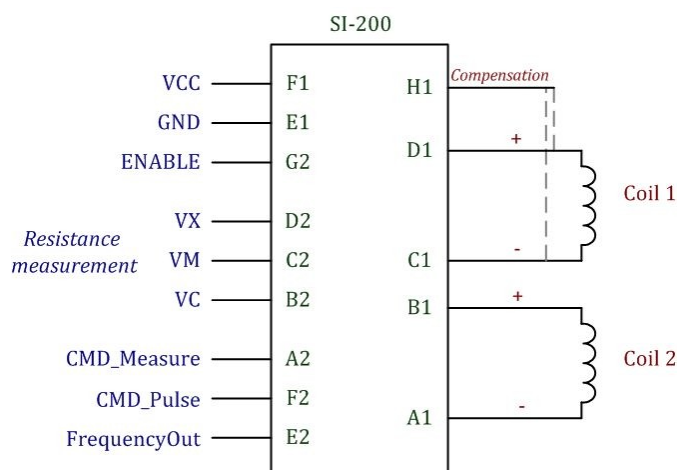 SI-200
VCC
F1
GND
E1
ENABLE
G2
VX
D2
Resistance
measurement
VM
C2
VC
B2
CMD_Measure
A2
CMD_Pulse
F2
FrequencyOut
E2
H1
Compensation
D1
+
Coil 1
-
C1
B1
+
Coil 2
-
A1